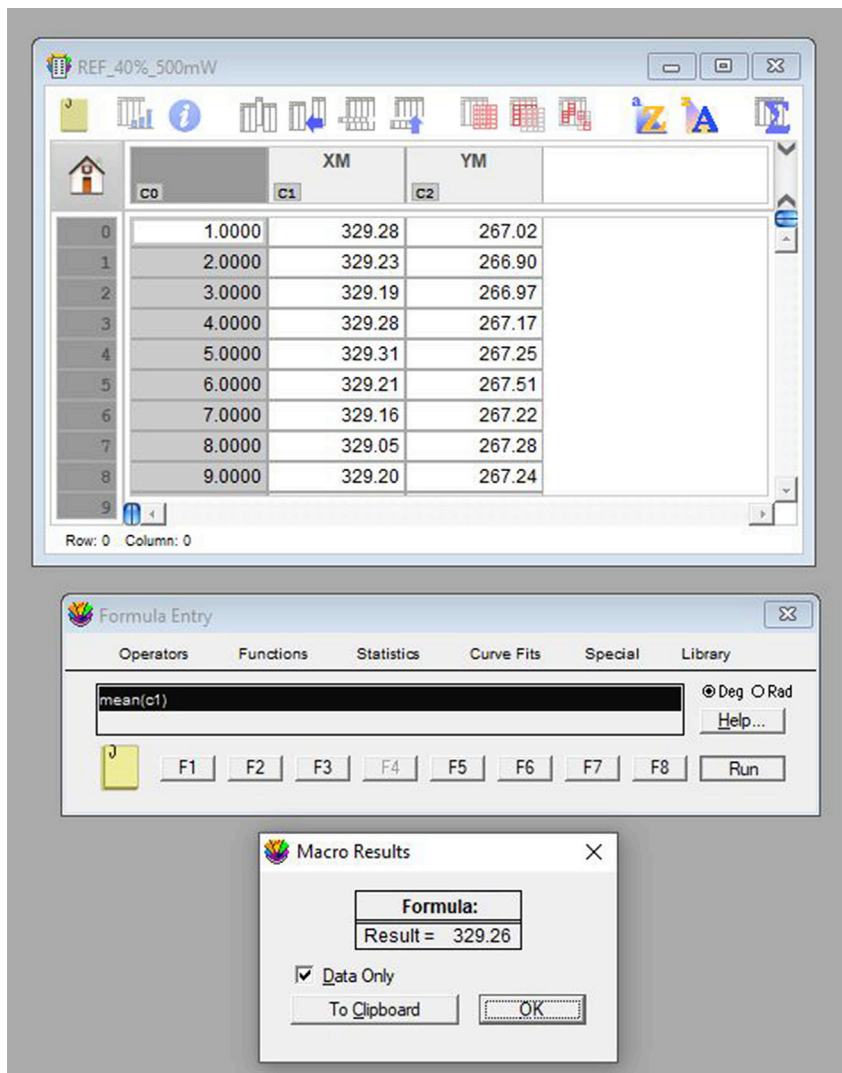 REF_40%_500mW
XM YM
C0 C1 C2
0 1.0000 329.28 267.02
1 2.0000 329.23 266.90
2 3.0000 329.19 266.97
3 4.0000 329.28 267.17
4 5.0000 329.31 267.25
5 6.0000 329.21 267.51
6 7.0000 329.16 267.22
7 8.0000 329.05 267.28
8 9.0000 329.20 267.24
9
Row: 0 Column: 0
Formula Entry
Operators Functions Statistics Curve Fits Special Library
mean(c1)
Deg Rad
Help...
F1 F2 F3 F4 F5 F6 F7 F8 Run
Macro Results
Formula:
Result = 329.26
Data Only
To Clipboard OK